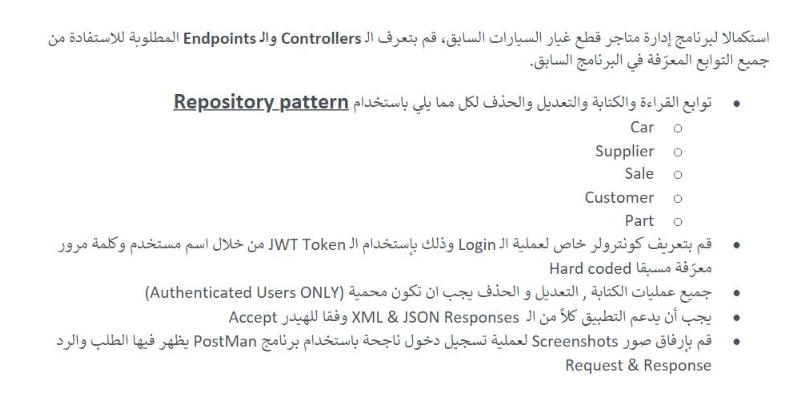 استكمالا لبرنامج إدارة متاجر قطع غيار السيارات السابق، قم بتعرف الـ Controllers والـ Endpoints المطلوبة للاستفادة من
جميع التوابع المعرّفة في البرنامج السابق.
• توابع القراءة والكتابة والتعديل والحذف لكل مما يلي باستخدام Repository pattern
o Car
o Supplier
o Sale
o Customer
o Part
• قم بتعريف كونترولر خاص لعملية الـ Login وذلك بإستخدام الـ JWT Token من خلال اسم مستخدم وكلمة مرور
معرّفة مسبقا Hard coded
• جميع عمليات الكتابة , التعديل و الحذف يجب ان تكون محمية (Authenticated Users ONLY)
• يجب أن يدعم التطبيق كلاً من الـ XML & JSON Responses وفقا للهيدر Accept
• قم بإرفاق صور Screenshots لعملية تسجيل دخول ناجحة باستخدام برنامج PostMan يظهر فيها الطلب والرد
Request & Response